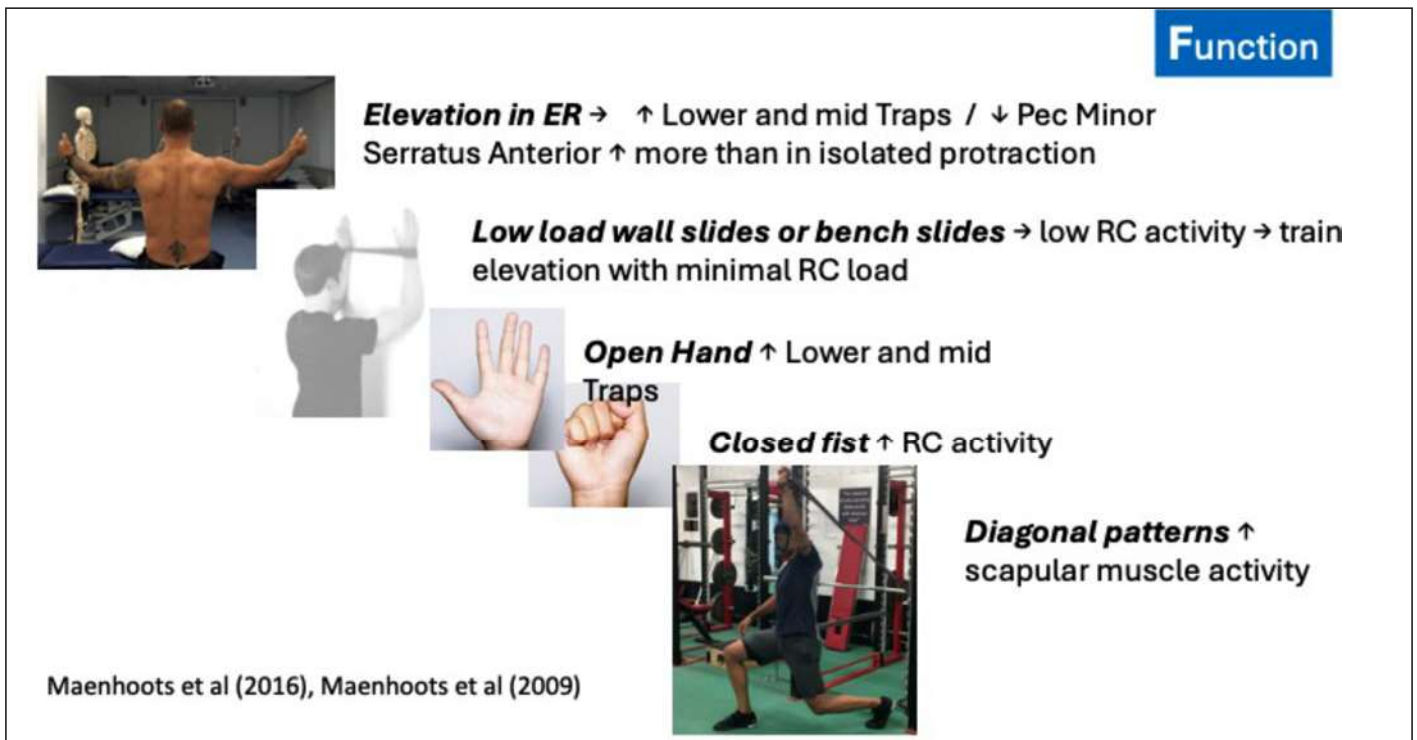 Function
Elevation in ER → ↑ Lower and mid Traps / ↓ Pec Minor
Serratus Anterior ↑ more than in isolated protraction
Low load wall slides or bench slides → low RC activity → train
elevation with minimal RC load
Open Hand ↑ Lower and mid
Traps
Closed fist ↑ RC activity
Diagonal patterns ↑
scapular muscle activity
Maenhoots et al (2016), Maenhoots et al (2009)